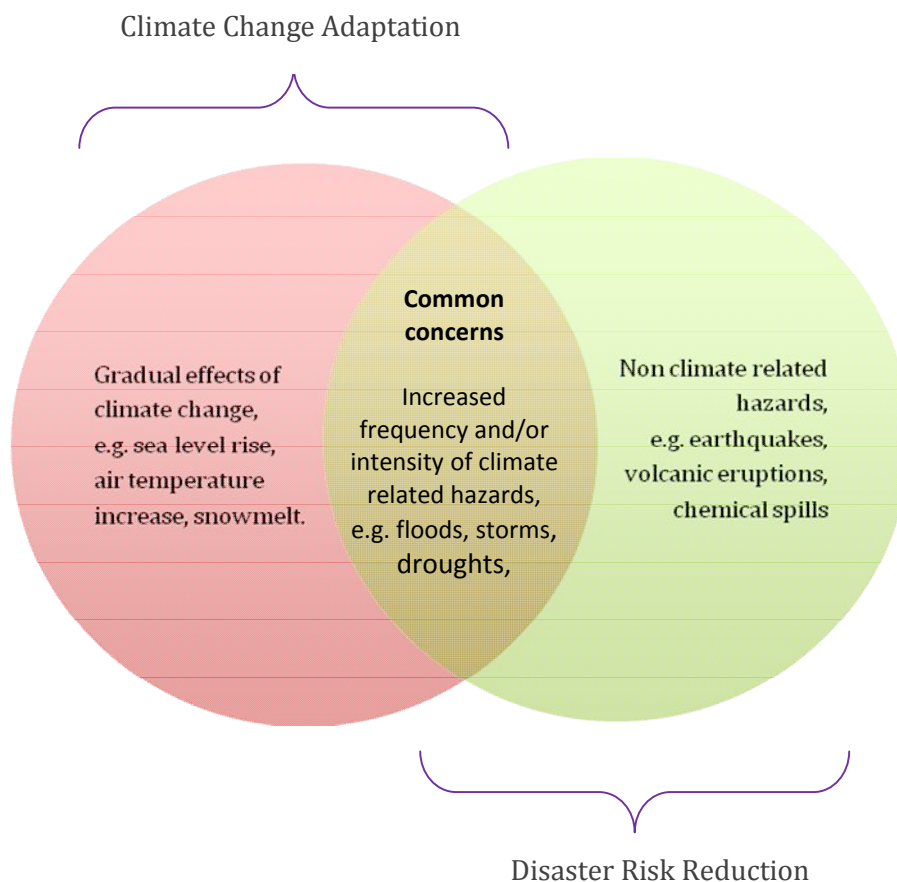 Climate Change Adaptation
Gradual effects of
climate change,
e.g. sea level rise,
air temperature
increase, snowmelt.
Common
concerns
Increased
frequency and/or
intensity of climate
related hazards,
e.g. floods, storms,
droughts,
Non climate related
hazards,
e.g. earthquakes,
volcanic eruptions,
chemical spills
Disaster Risk Reduction